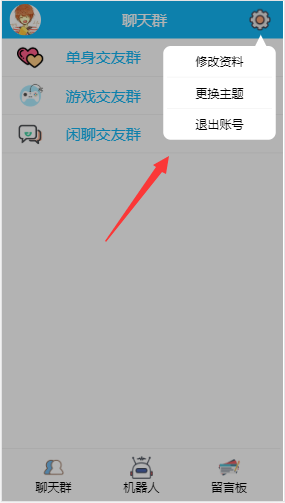 聊天群
单身交友群
修改资料
游戏交友群
更换主题
闲聊交友群
退出账号
聊天群 机器人 留言板